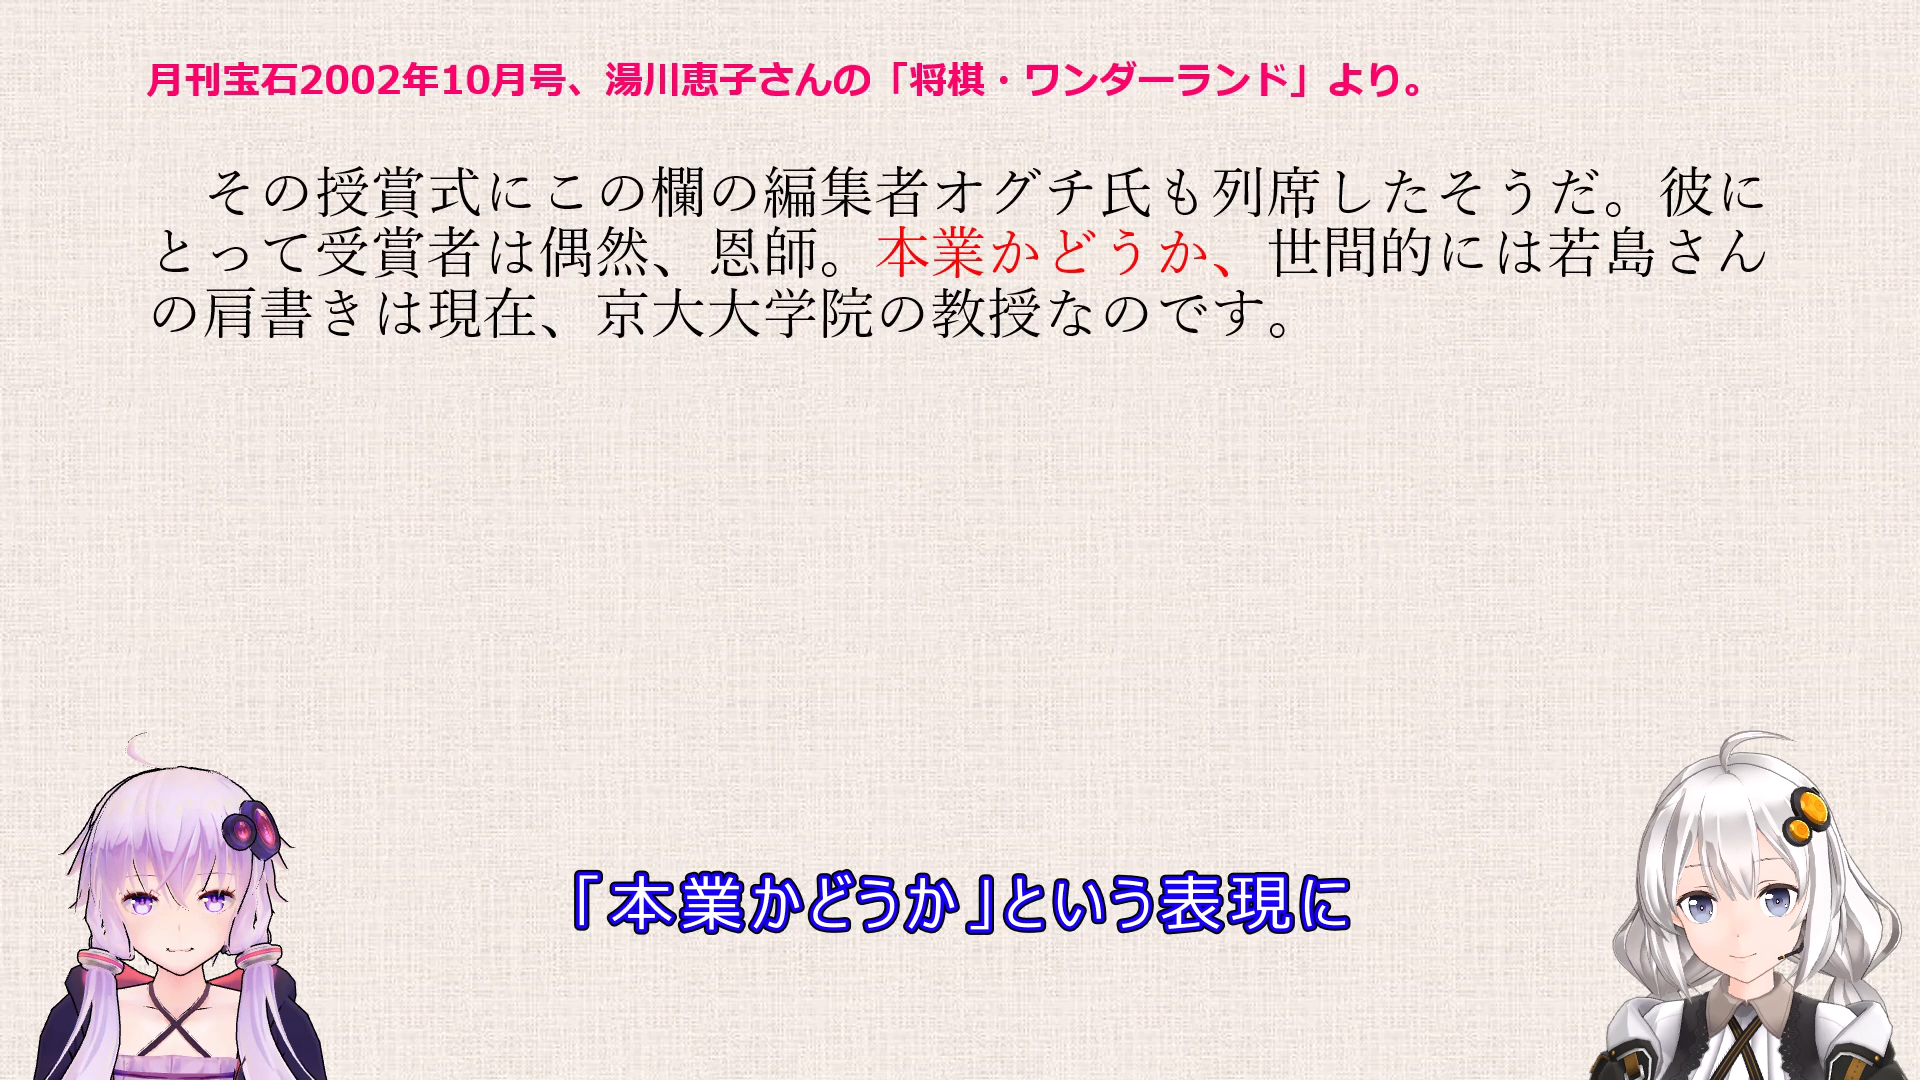 月刊宝石2002年10月号、湯川恵子さんの「将棋・ワンダーランド」より。
その授賞式にこの欄の編集者オグチ氏も列席したそうだ。彼に
とって受賞者は偶然、恩師。本業かどうか、世間的には若島さん
の肩書きは現在、京大大学院の教授なのです。
「本業かどうか」という表現に